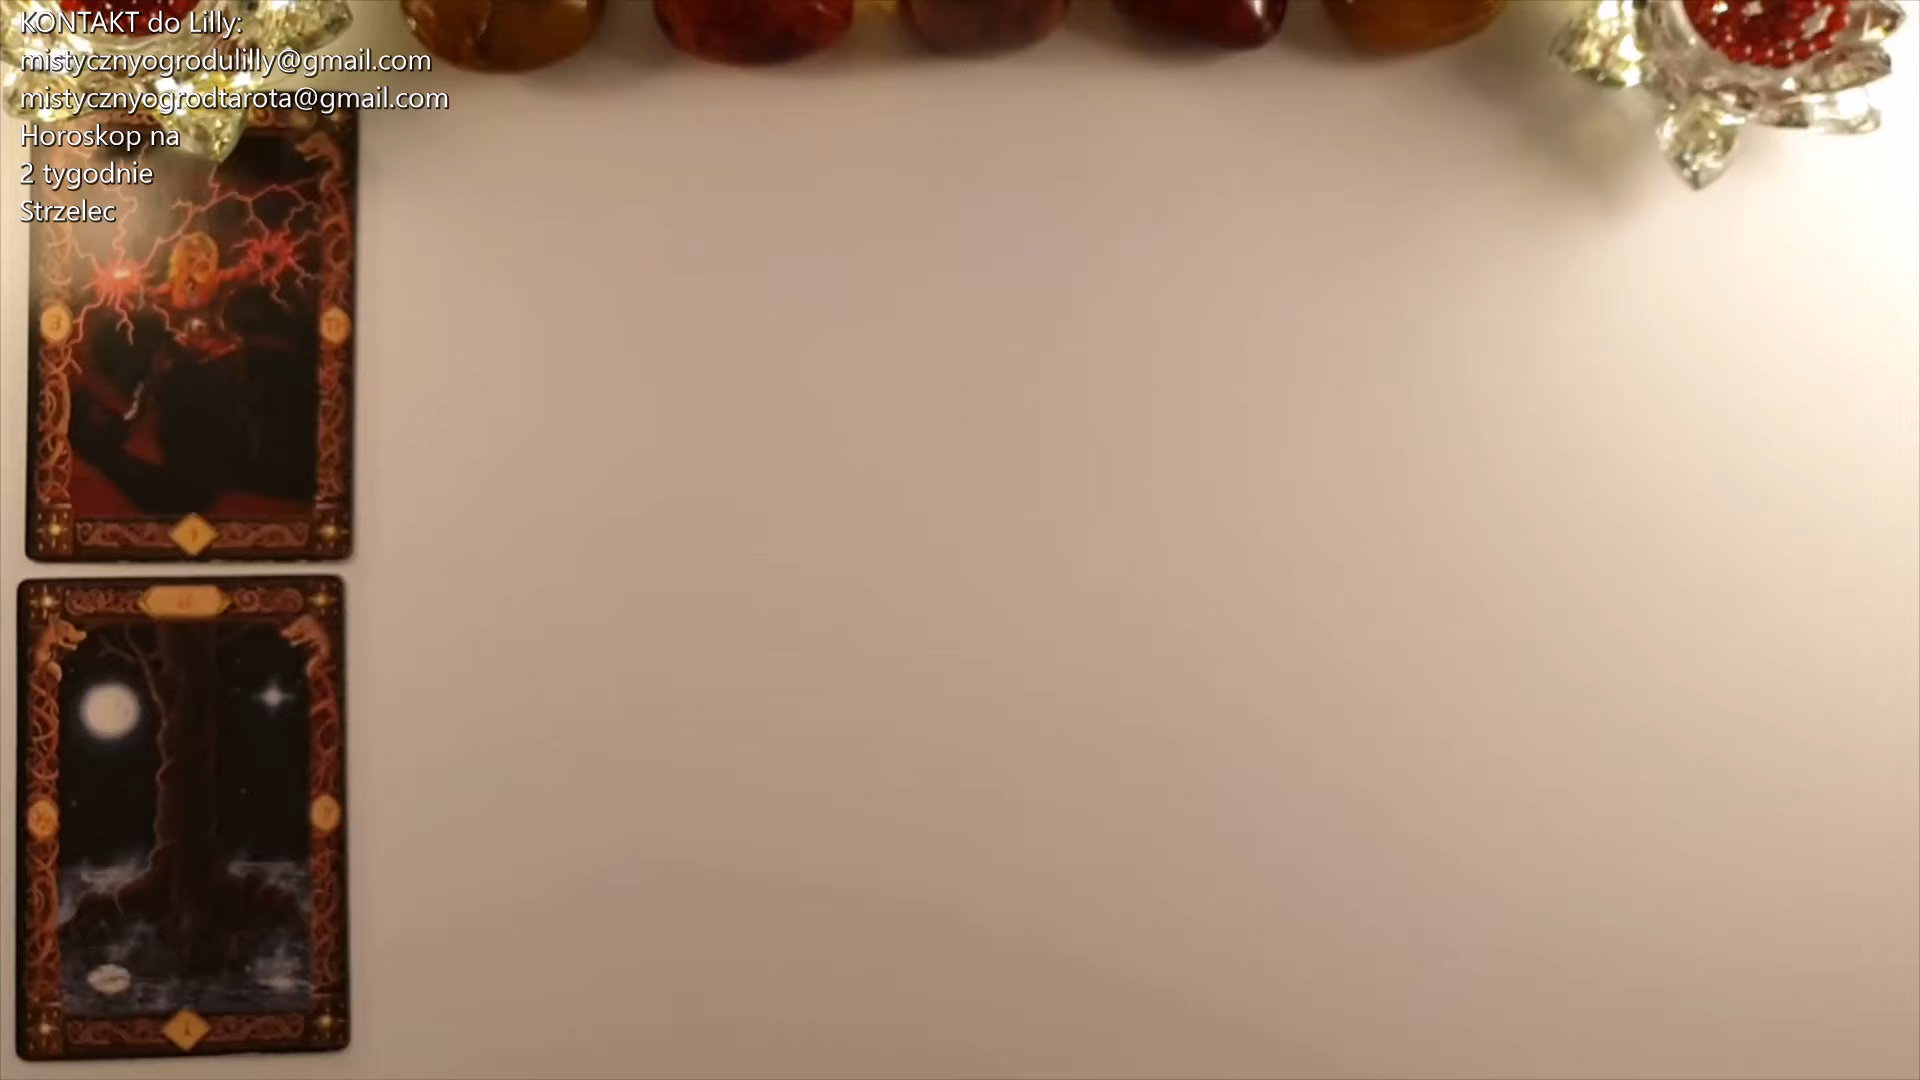 KONTAKT do Lilly:
mistycznyogrodulilly@gmail.com
mistycznyogrodtarota@gmail.com
Horoskop na
2 tygodnie
Strzelec